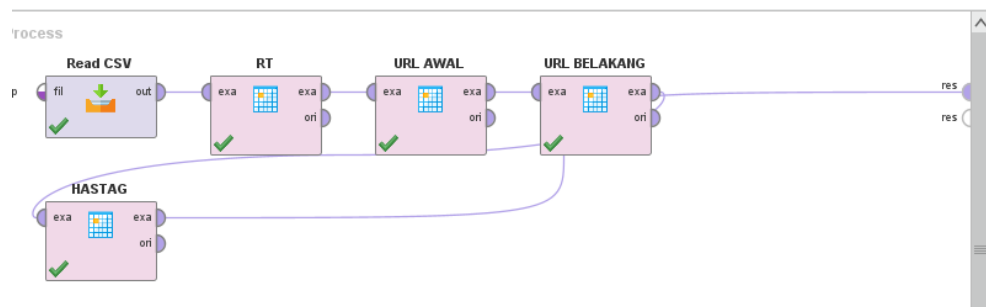 rocess
Read CSV
RT
URL AWAL
URL BELAKANG
p
fil
out
exa
exa
exa
exa
exa
exa
res
ori
ori
ori
res
HASTAG
exa
exa
ori